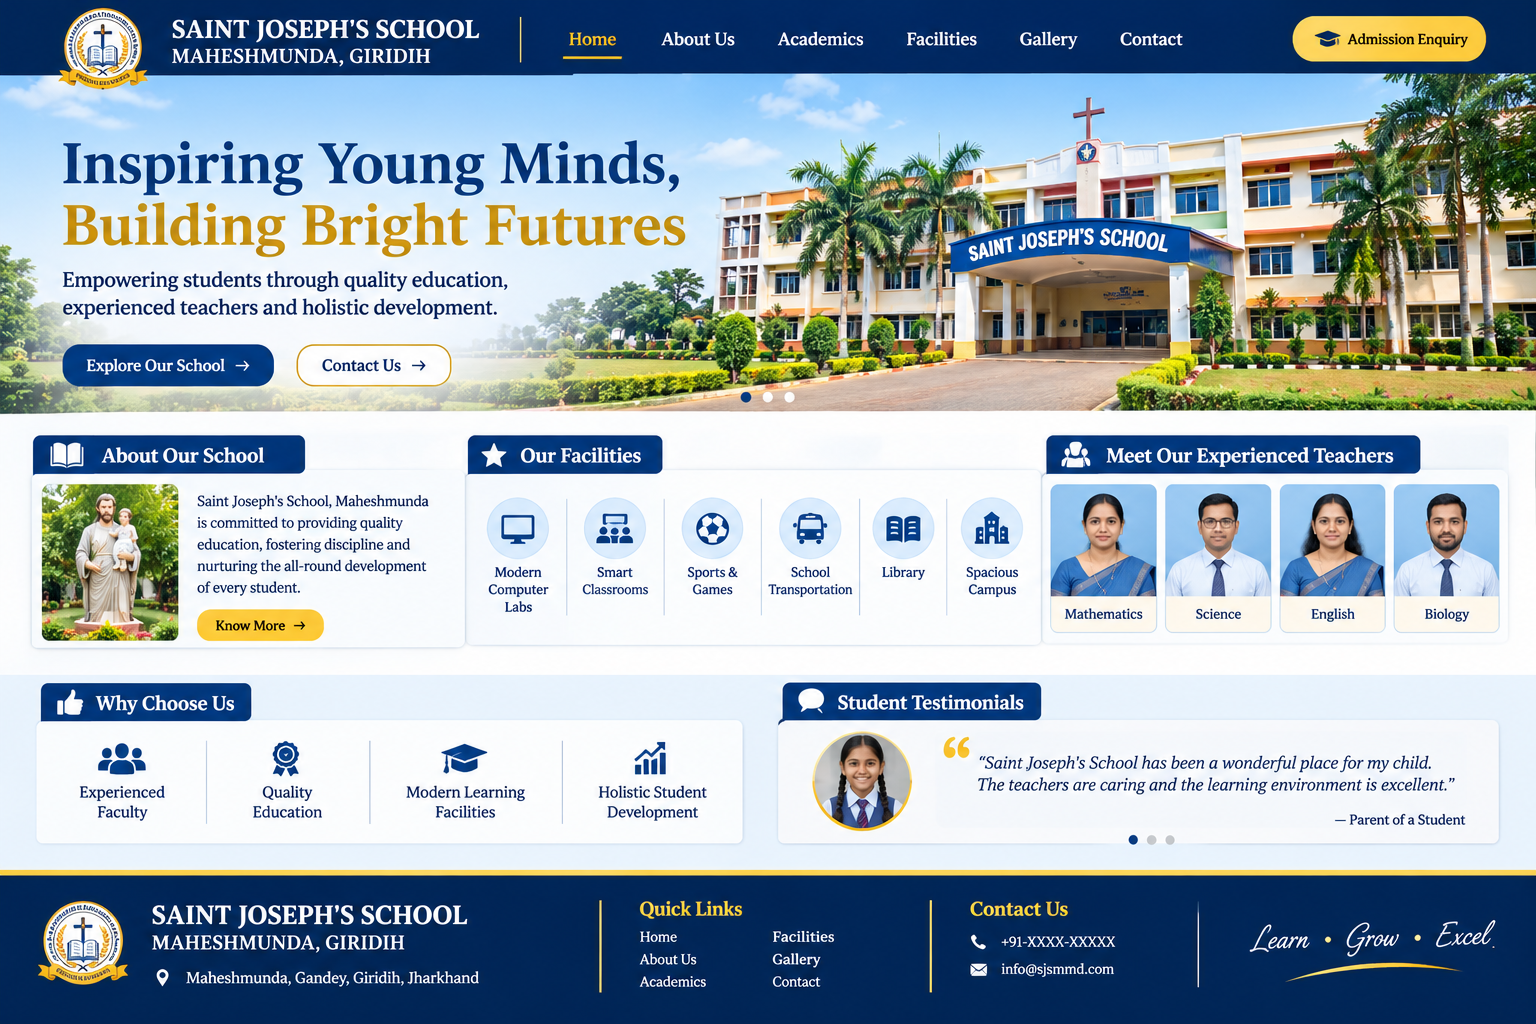 SAINT JOSEPH'S SCHOOL
MAHESHMUNDA, GIRIDIH
Home
About Us
Academics
Facilities
Gallery
Contact
Admission Enquiry
Inspiring Young Minds,
Building Bright Futures
Empowering students through quality education,
experienced teachers and holistic development.
Explore Our School →
Contact Us →
SAINT JOSEPH'S SCHOOL
About Our School
Saint Joseph's School, Maheshmunda
is committed to providing quality
education, fostering discipline and
nurturing the all-round development
of every student.
Know More →
Our Facilities
Modern
Computer
Labs
Smart
Classrooms
Sports &
Games
School
Transportation
Library
Spacious
Campus
Meet Our Experienced Teachers
Mathematics
Science
English
Biology
Why Choose Us
Experienced
Faculty
Quality
Education
Modern Learning
Facilities
Holistic Student
Development
Student Testimonials
“
“Saint Joseph's School has been a wonderful place for my child.
The teachers are caring and the learning environment is excellent.”
— Parent of a Student
SAINT JOSEPH'S SCHOOL
MAHESHMUNDA, GIRIDIH
Maheshmunda, Gandey, Giridih, Jharkhand
Quick Links
Home
About Us
Academics
Facilities
Gallery
Contact
Contact Us
+91-XXXX-XXXXX
info@sjsmmd.com
Learn • Grow • Excel.